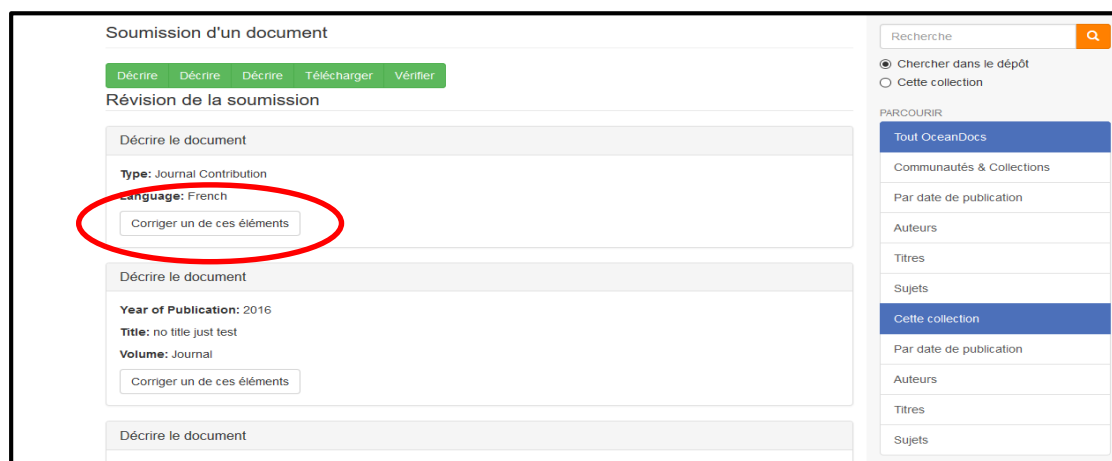 Soumission d'un document
Décrire Décrire Décrire Télécharger Vérifier
Révision de la soumission
Décrire le document
Type: Journal Contribution
Language: French
Corriger un de ces éléments
Décrire le document
Year of Publication: 2016
Title: no title just test
Volume: Journal
Corriger un de ces éléments
Décrire le document
Recherche
Chercher dans le dépôt
Cette collection
PARCOURIR
Tout OceanDocs
Communautés & Collections
Par date de publication
Auteurs
Titres
Sujets
Cette collection
Par date de publication
Auteurs
Titres
Sujets